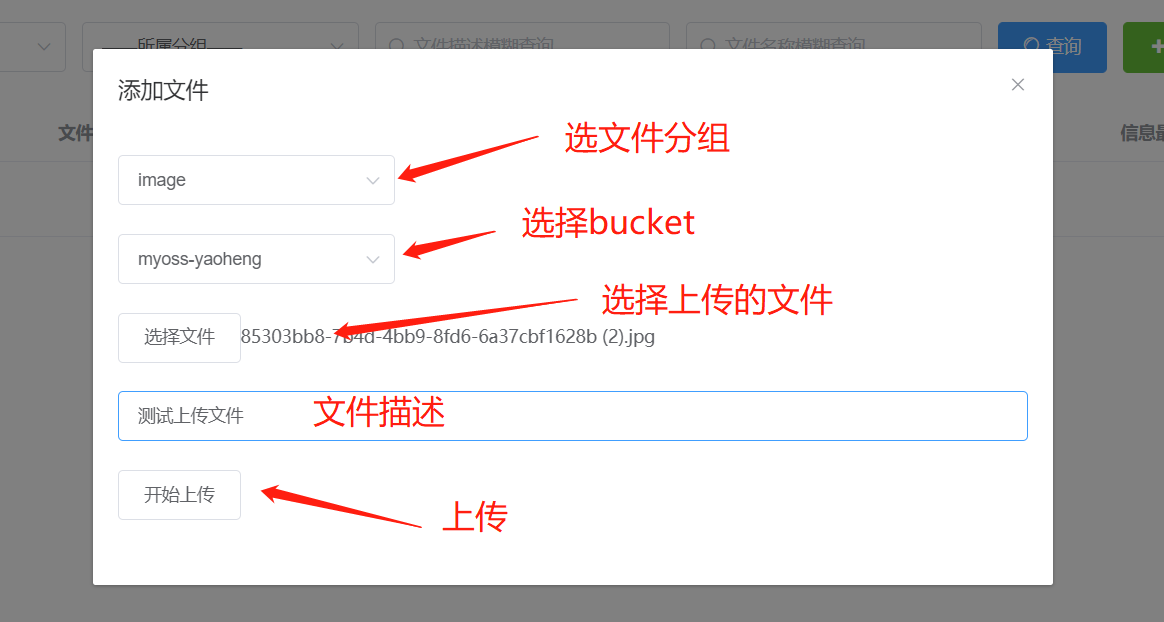 ——所属分组——
文件描述模糊查询
文件名称模糊查询
查询
添加文件
文件
信息最
选文件分组
image
选择bucket
myoss-yaoheng
选择上传的文件
选择文件
85303bb8-7b4d-4bb9-8fd6-6a37cbf1628b (2).jpg
测试上传文件
文件描述
开始上传
上传